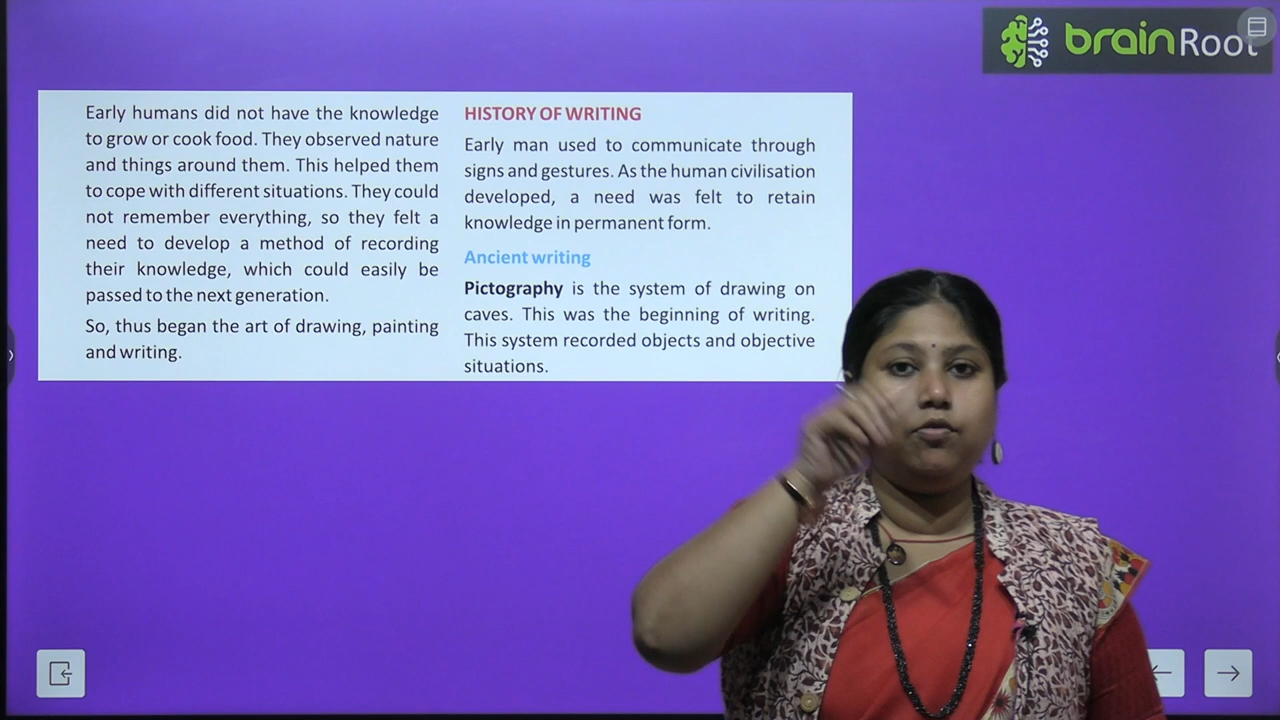 brainRoot
Early humans did not have the knowledge
to grow or cook food. They observed nature
and things around them. This helped them
to cope with different situations. They could
not remember everything, so they felt a
need to develop a method of recording
their knowledge, which could easily be
passed to the next generation.
So, thus began the art of drawing, painting
and writing.
HISTORY OF WRITING
Early man used to communicate through
signs and gestures. As the human civilisation
developed, a need was felt to retain
knowledge in permanent form.
Ancient writing
Pictography is the system of drawing on
caves. This was the beginning of writing.
This system recorded objects and objective
situations.